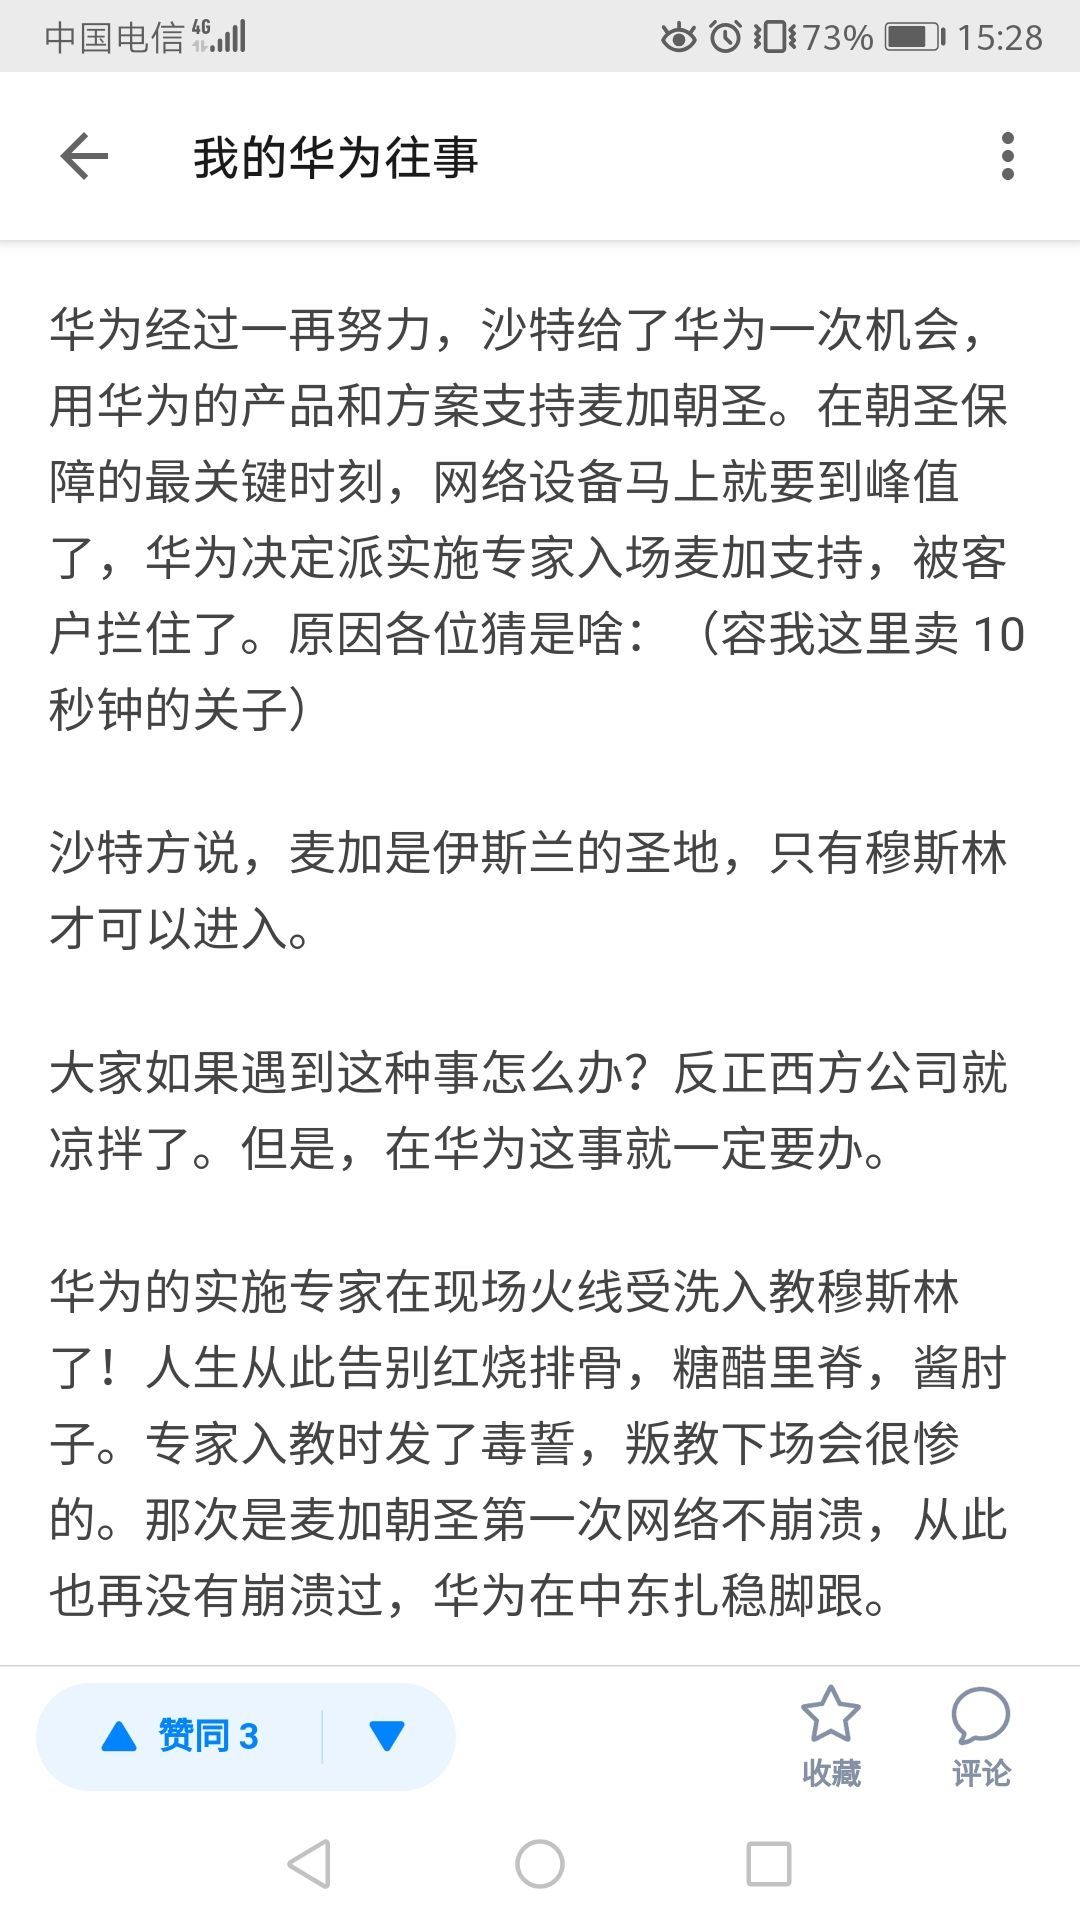 中国电信 4G 73% 15:28
我的华为往事
华为经过一再努力，沙特给了华为一次机会，
用华为的产品和方案支持麦加朝圣。在朝圣保
障的最关键时刻，网络设备马上就要到峰值
了，华为决定派实施专家入场麦加支持，被客
户拦住了。原因各位猜是啥：（容我这里卖 10
秒钟的关子）
沙特方说，麦加是伊斯兰的圣地，只有穆斯林
才可以进入。
大家如果遇到这种事怎么办？反正西方公司就
凉拌了。但是，在华为这事就一定要办。
华为的实施专家在现场火线受洗入教穆斯林
了！人生从此告别红烧排骨，糖醋里脊，酱肘
子。专家入教时发了毒誓，叛教下场会很惨
的。那次是麦加朝圣第一次网络不崩溃，从此
也再没有崩溃过，华为在中东扎稳脚跟。
赞同 3
收藏
评论